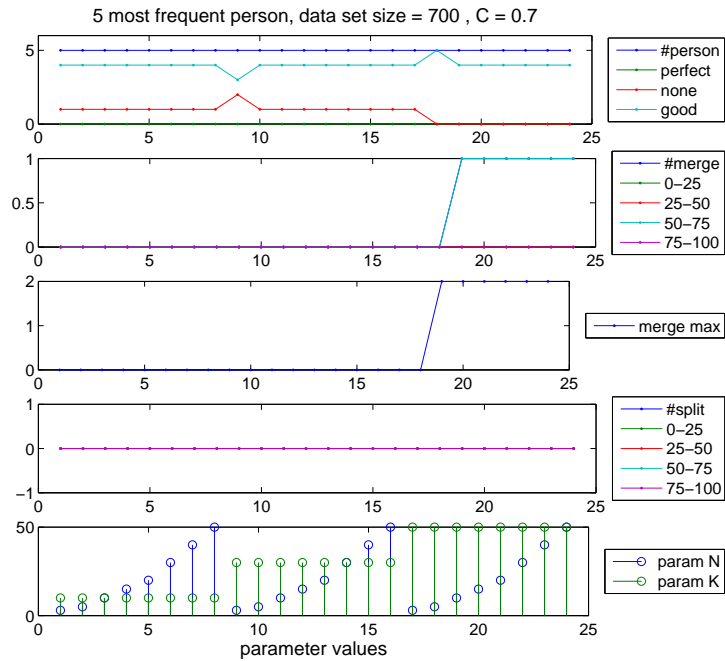 5 most frequent person, data set size = 700 , C = 0.7
5
0
0 5 10 15 20 25
#person
perfect
none
good
1
0.5
0
0 5 10 15 20 25
#merge
0−25
25−50
50−75
75−100
2
1
0
0 5 10 15 20 25
merge max
1
0
−1
0 5 10 15 20 25
#split
0−25
25−50
50−75
75−100
50
0
0 5 10 15 20 25
param N
param K
parameter values